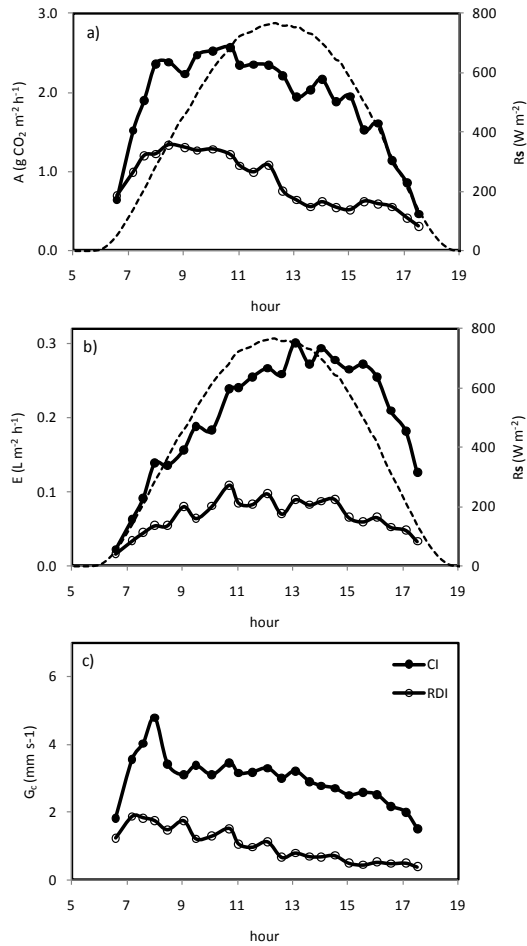 a)
3.0
2.0
1.0
0.0
A (g CO2 m-2 h-1)
800
600
400
200
0
Rs (W m-2)
5 7 9 11 13 15 17 19
hour
b)
0.3
0.2
0.1
0.0
E (L m-2 h-1)
800
600
400
200
0
Rs (W m-2)
5 7 9 11 13 15 17 19
hour
c)
CI
RDI
6
4
2
0
Gc (mm s-1)
5 7 9 11 13 15 17 19
hour